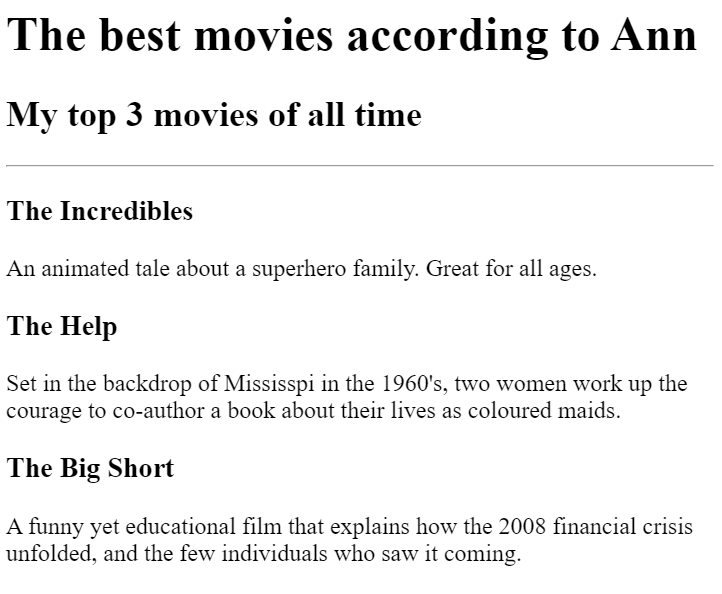 The best movies according to Ann
My top 3 movies of all time
The Incredibles
An animated tale about a superhero family. Great for all ages.
The Help
Set in the backdrop of Mississpi in the 1960's, two women work up the
courage to co-author a book about their lives as coloured maids.
The Big Short
A funny yet educational film that explains how the 2008 financial crisis
unfolded, and the few individuals who saw it coming.